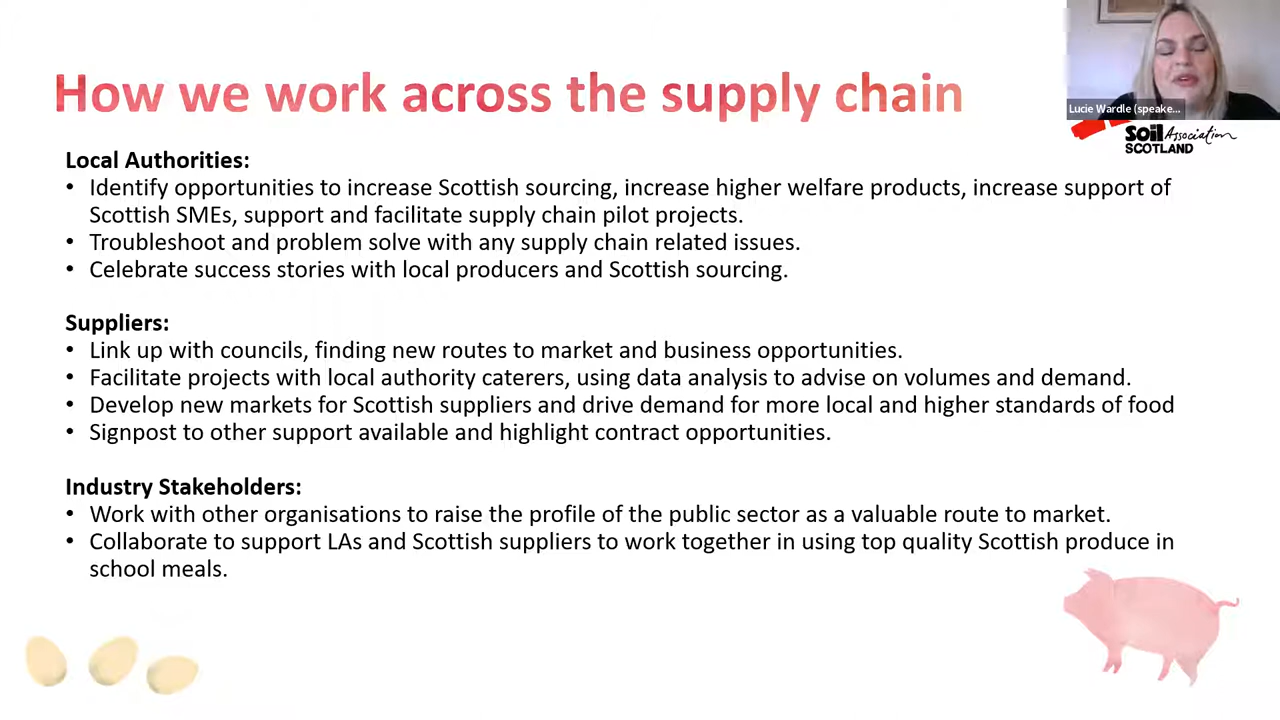 How we work across the supply chain
Lucie Wardle (speake...
Soil Association
SCOTLAND
Local Authorities:
• Identify opportunities to increase Scottish sourcing, increase higher welfare products, increase support of
Scottish SMEs, support and facilitate supply chain pilot projects.
• Troubleshoot and problem solve with any supply chain related issues.
• Celebrate success stories with local producers and Scottish sourcing.
Suppliers:
• Link up with councils, finding new routes to market and business opportunities.
• Facilitate projects with local authority caterers, using data analysis to advise on volumes and demand.
• Develop new markets for Scottish suppliers and drive demand for more local and higher standards of food
• Signpost to other support available and highlight contract opportunities.
Industry Stakeholders:
• Work with other organisations to raise the profile of the public sector as a valuable route to market.
• Collaborate to support LAs and Scottish suppliers to work together in using top quality Scottish produce in
school meals.